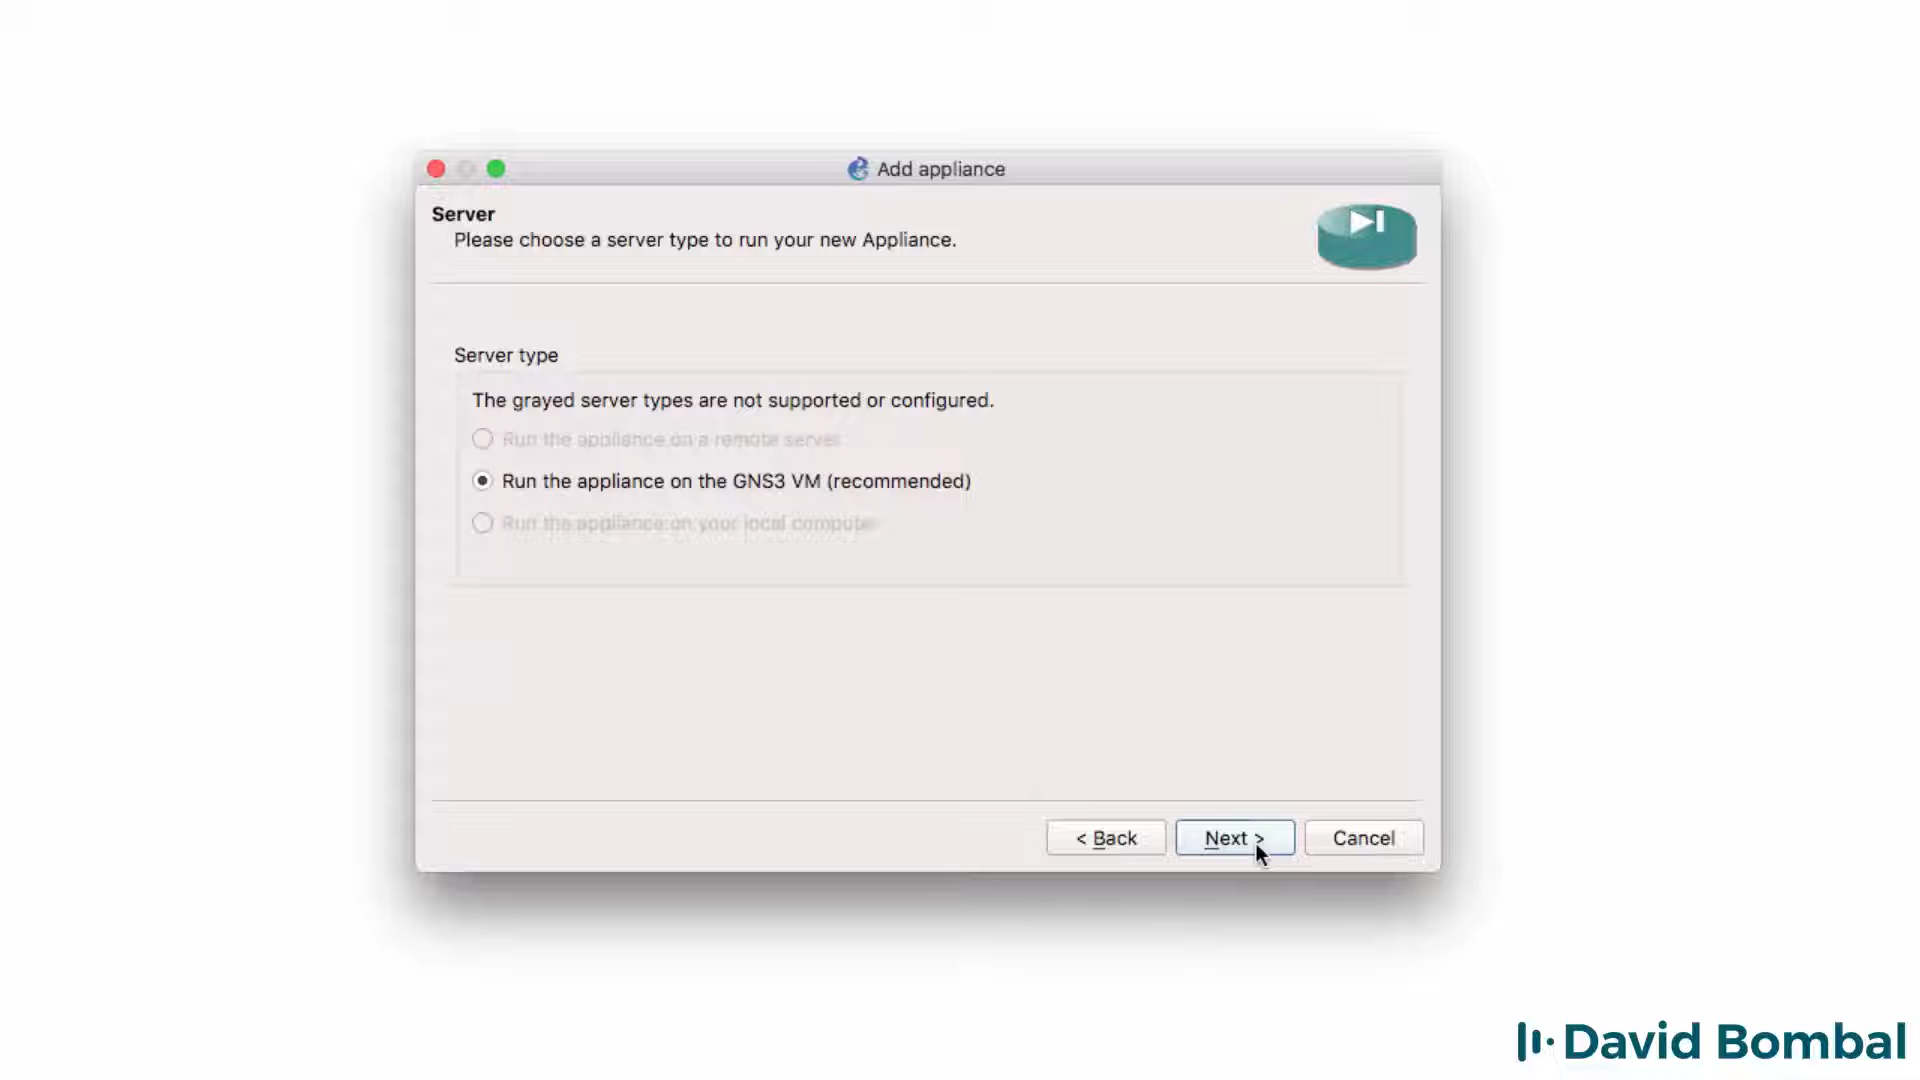 Add appliance
Server
Please choose a server type to run your new Appliance.
Server type
The grayed server types are not supported or configured.
Run the appliance on a remote server
Run the appliance on the GNS3 VM (recommended)
Run the appliance on your local computer
< Back
Next >
Cancel
David Bombal